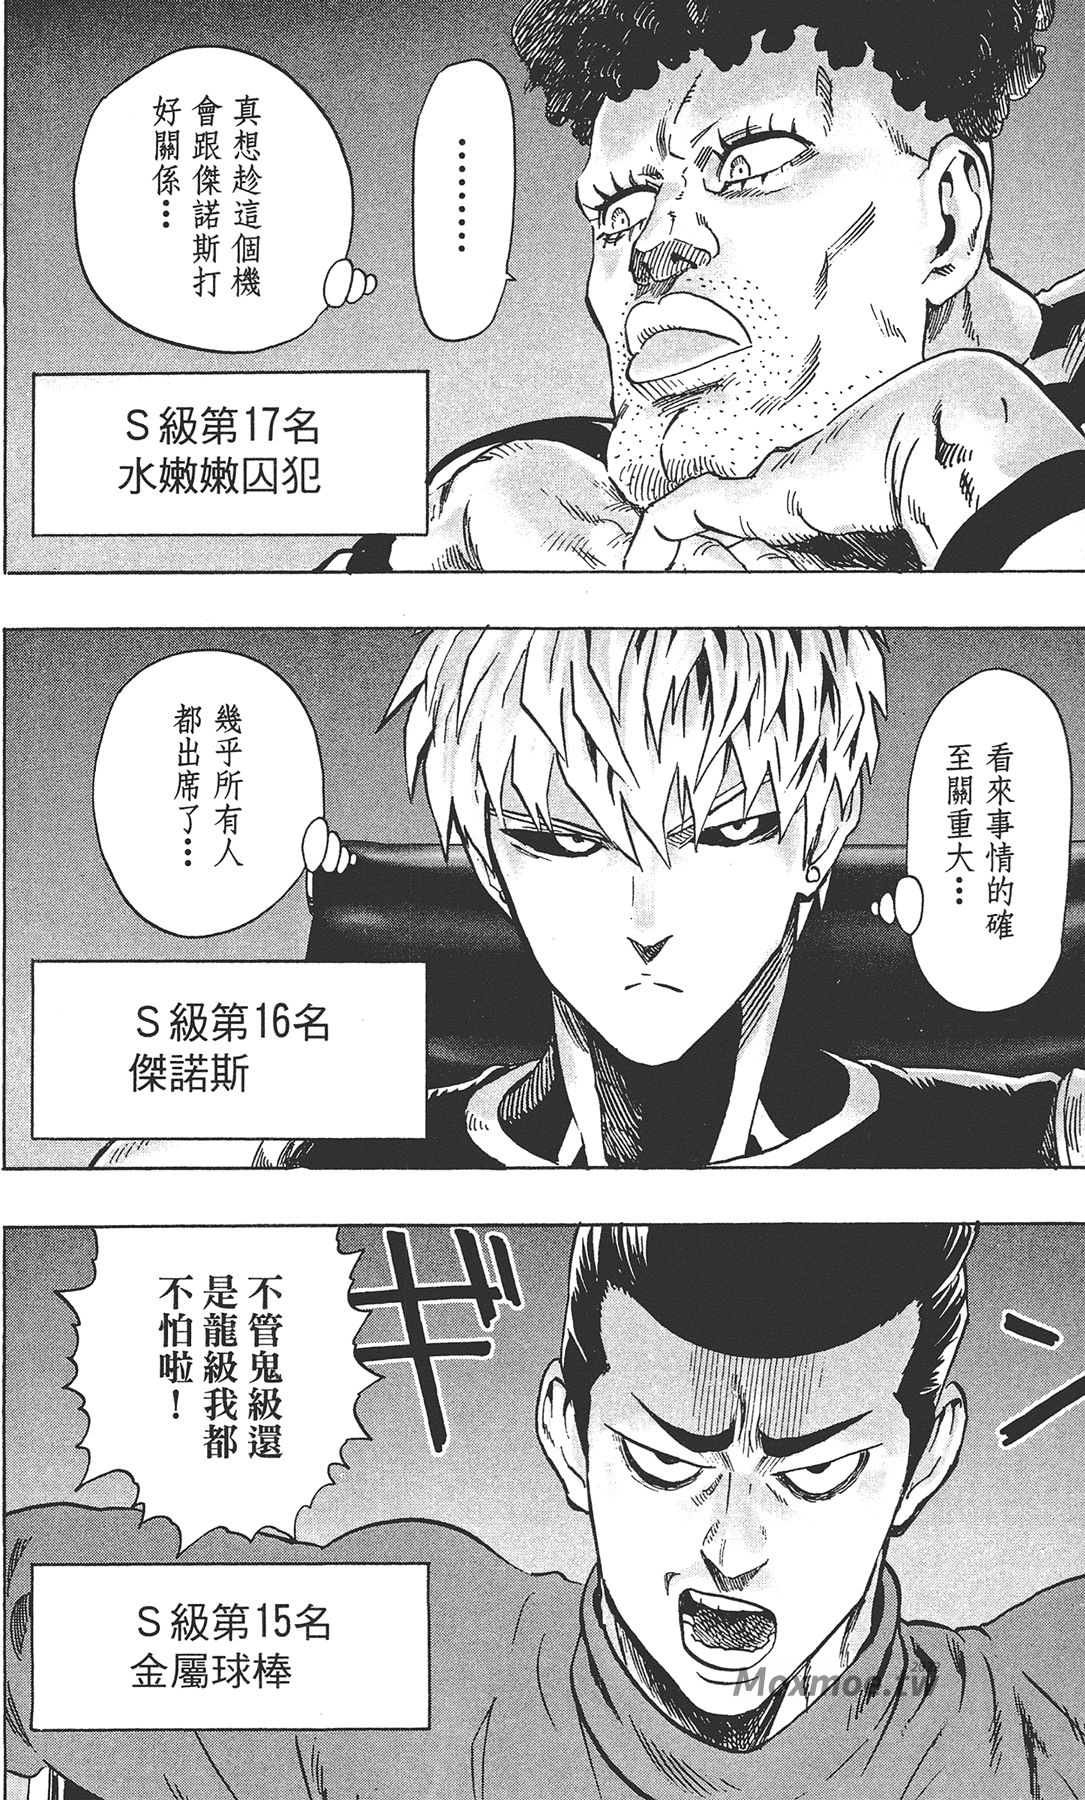 ………
真想趁這個機
會跟傑諾斯打
好關係…
S級第17名
水嫩嫩囚犯
看來事情的確
至關重大…
幾乎所有人
都出席了…
S級第16名
傑諾斯
不管鬼級還
是龍級我都
不怕啦！
S級第15名
金屬球棒
Moxmoe.tw